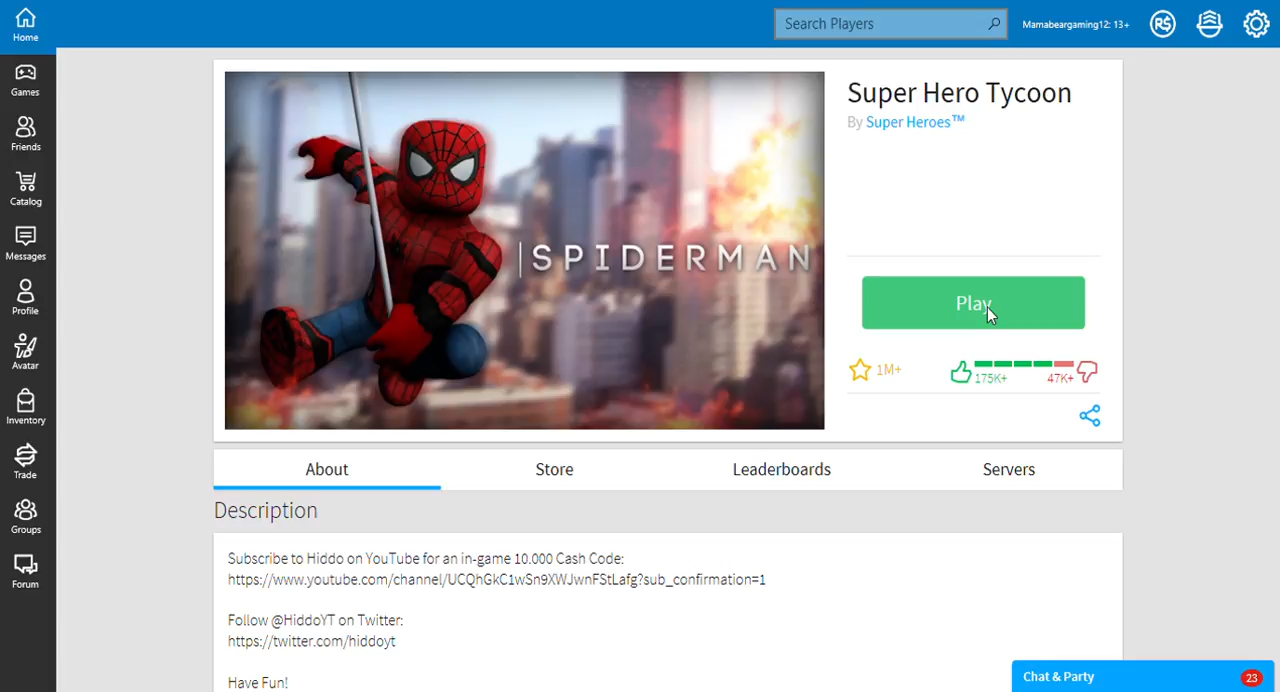 Home
Search Players
Mamabeargaming12: 13+
R$
Games
Friends
Catalog
Messages
Profile
Avatar
Inventory
Trade
Groups
Forum
SPIDERMAN
Super Hero Tycoon
By Super Heroes™
Play
1M+
175K+
47K+
About
Store
Leaderboards
Servers
Description
Subscribe to Hiddo on YouTube for an in-game 10.000 Cash Code:
https://www.youtube.com/channel/UCQhGkC1wSn9XWJwnFStLafg?sub_confirmation=1
Follow @HiddoYT on Twitter:
https://twitter.com/hiddoyt
Have Fun!
Chat & Party
23